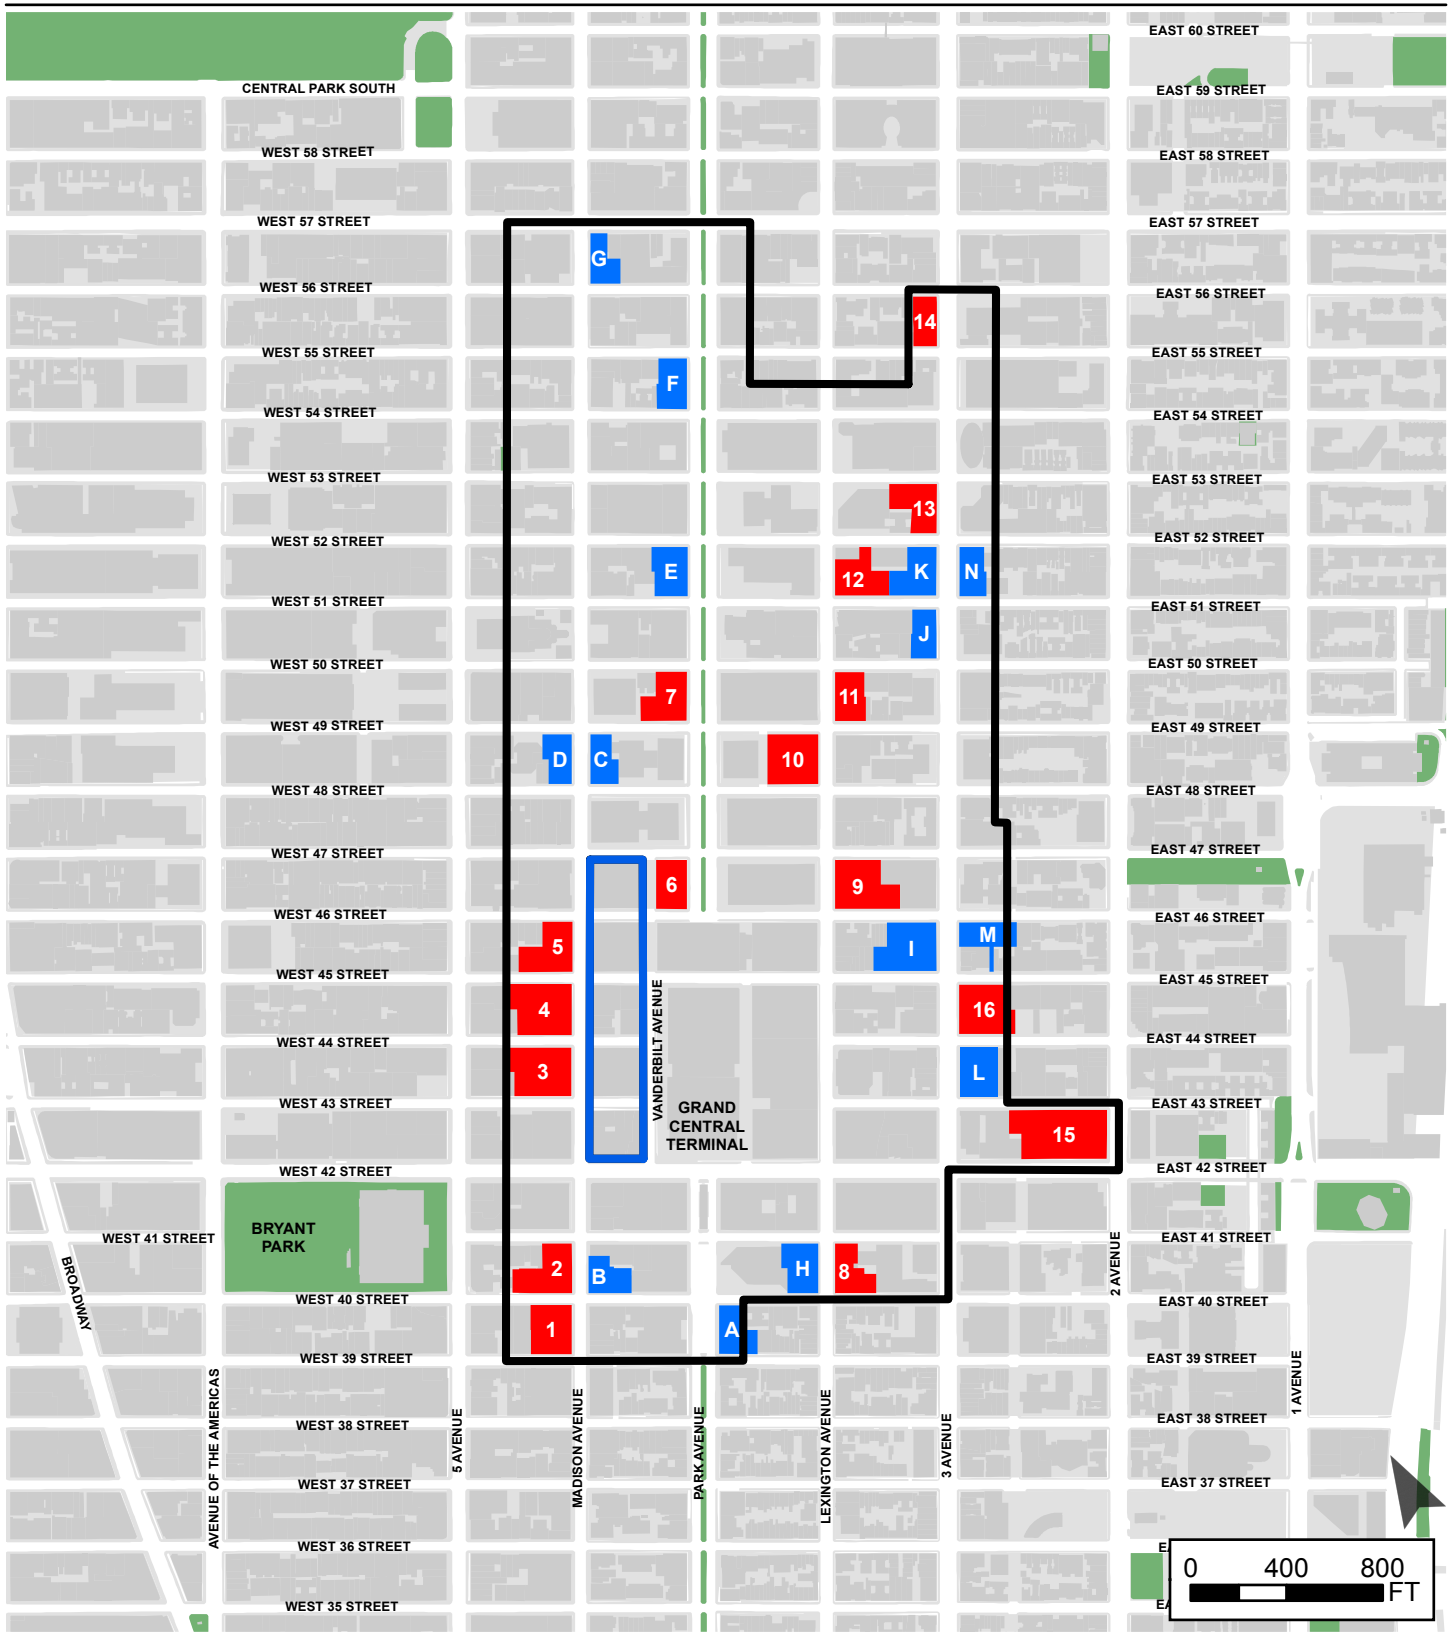 EAST 60 STREET
CENTRAL PARK SOUTH
EAST 59 STREET
WEST 58 STREET
EAST 58 STREET
WEST 57 STREET
EAST 57 STREET
G
WEST 56 STREET
EAST 56 STREET
14
WEST 55 STREET
EAST 55 STREET
F
WEST 54 STREET
EAST 54 STREET
WEST 53 STREET
EAST 53 STREET
13
WEST 52 STREET
EAST 52 STREET
E
12
K
N
WEST 51 STREET
EAST 51 STREET
J
WEST 50 STREET
EAST 50 STREET
7
11
WEST 49 STREET
EAST 49 STREET
D
C
10
WEST 48 STREET
EAST 48 STREET
WEST 47 STREET
EAST 47 STREET
6
9
WEST 46 STREET
EAST 46 STREET
5
I
M
WEST 45 STREET
EAST 45 STREET
VANDERBILT AVENUE
4
16
WEST 44 STREET
EAST 44 STREET
3
L
WEST 43 STREET
EAST 43 STREET
GRAND
CENTRAL
TERMINAL
15
WEST 42 STREET
EAST 42 STREET
BRYANT
PARK
WEST 41 STREET
EAST 41 STREET
BROADWAY
2
B
H
8
2 AVENUE
WEST 40 STREET
EAST 40 STREET
1
A
WEST 39 STREET
EAST 39 STREET
AVENUE OF THE AMERICAS
5 AVENUE
MADISON AVENUE
PARK AVENUE
LEXINGTON AVENUE
3 AVENUE
1 AVENUE
WEST 38 STREET
EAST 38 STREET
WEST 37 STREET
EAST 37 STREET
WEST 36 STREET
0 400 800
FT
WEST 35 STREET